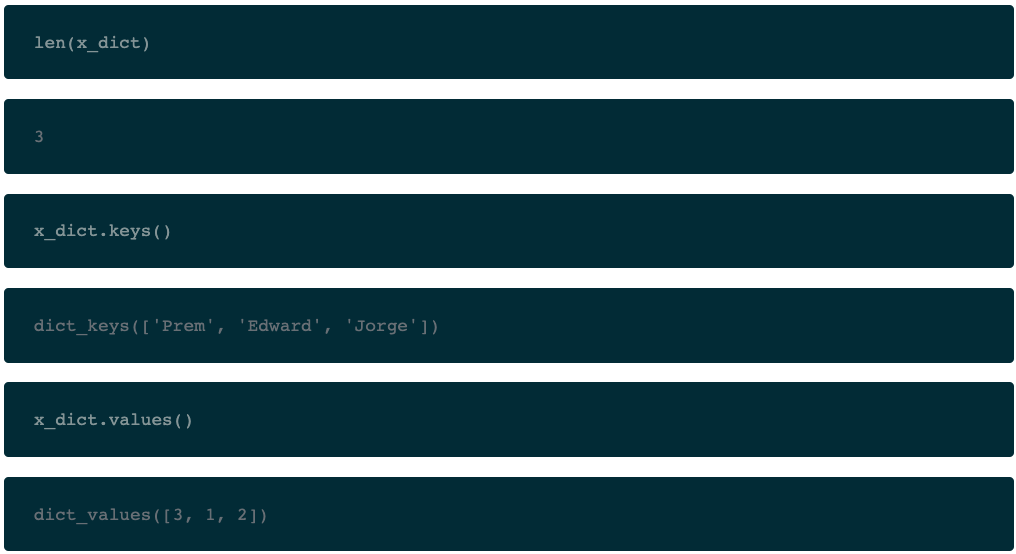 len(x_dict)
3
x_dict.keys()
dict_keys(['Prem', 'Edward', 'Jorge'])
x_dict.values()
dict_values([3, 1, 2])